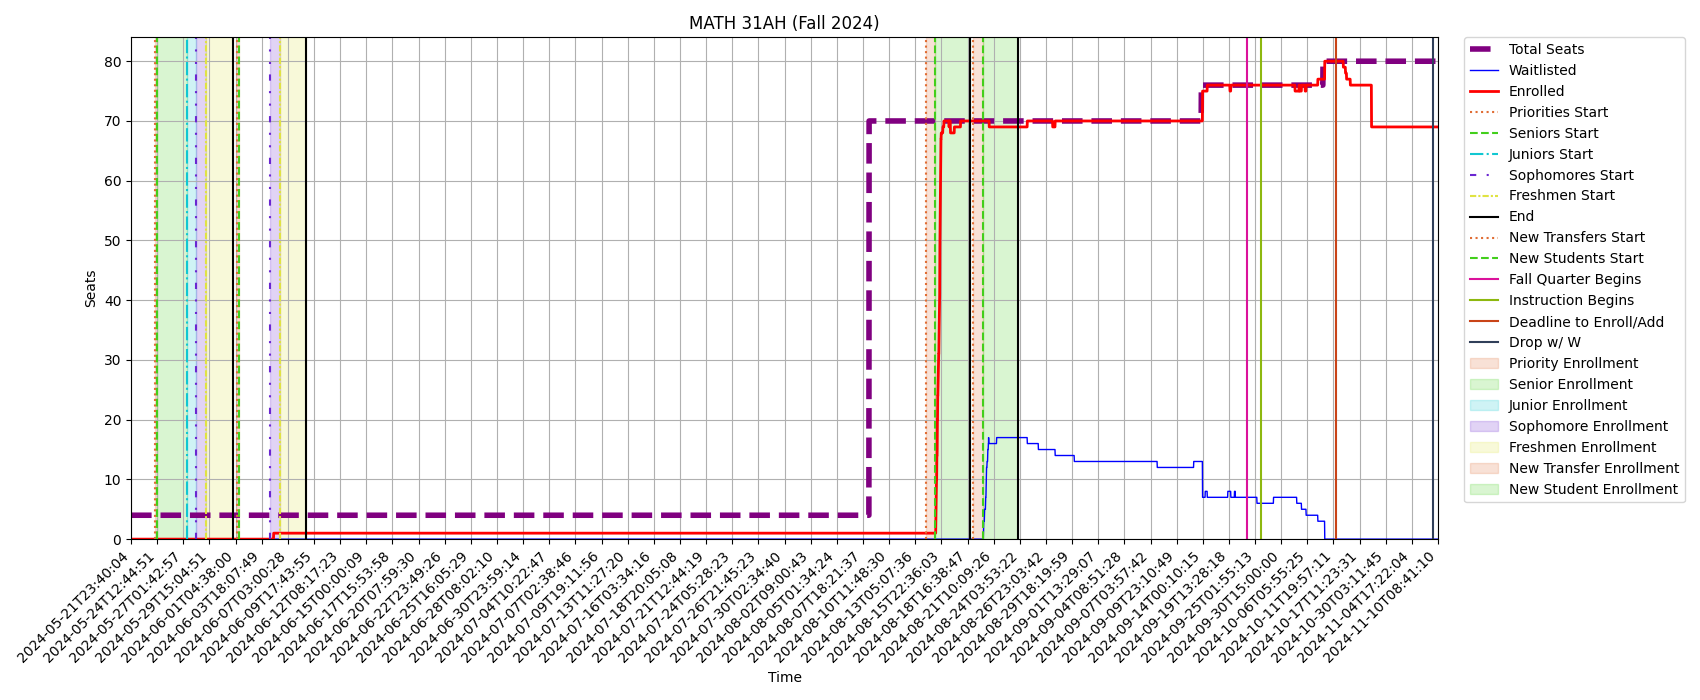 MATH 31AH (Fall 2024)
Seats
80
70
60
50
40
30
20
10
0
2024-05-21T23:40:04
2024-05-24T12:44:51
2024-05-27T01:42:57
2024-05-29T15:04:51
2024-06-01T04:38:00
2024-06-03T18:07:49
2024-06-07T03:00:28
2024-06-09T17:43:55
2024-06-12T08:17:23
2024-06-15T00:00:09
2024-06-17T15:53:58
2024-06-20T07:59:30
2024-06-22T23:49:26
2024-06-25T16:05:29
2024-06-28T08:02:10
2024-06-30T23:59:14
2024-07-04T10:22:47
2024-07-07T02:38:46
2024-07-09T19:11:56
2024-07-13T11:27:20
2024-07-16T03:34:16
2024-07-18T20:05:08
2024-07-21T12:44:19
2024-07-24T05:28:23
2024-07-26T21:45:23
2024-07-30T02:34:40
2024-08-02T09:00:43
2024-08-05T01:34:24
2024-08-07T18:21:37
2024-08-10T11:48:30
2024-08-13T05:07:36
2024-08-15T22:36:03
2024-08-18T16:38:47
2024-08-21T10:09:26
2024-08-24T03:53:22
2024-08-26T23:03:42
2024-08-29T18:19:59
2024-09-01T13:29:07
2024-09-04T08:51:28
2024-09-07T03:57:42
2024-09-09T23:10:49
2024-09-14T00:10:15
2024-09-19T13:28:18
2024-09-25T01:55:13
2024-09-30T15:00:00
2024-10-06T05:55:25
2024-10-11T19:57:11
2024-10-17T11:23:31
2024-10-30T03:11:45
2024-11-04T17:22:04
2024-11-10T08:41:10
Time
Total Seats
Waitlisted
Enrolled
Priorities Start
Seniors Start
Juniors Start
Sophomores Start
Freshmen Start
End
New Transfers Start
New Students Start
Fall Quarter Begins
Instruction Begins
Deadline to Enroll/Add
Drop w/ W
Priority Enrollment
Senior Enrollment
Junior Enrollment
Sophomore Enrollment
Freshmen Enrollment
New Transfer Enrollment
New Student Enrollment